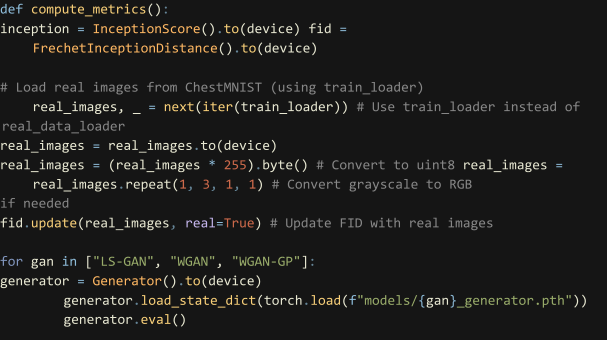 def compute_metrics():
inception = InceptionScore().to(device) fid =
    FrechetInceptionDistance().to(device)

# Load real images from ChestMNIST (using train_loader)
    real_images, _ = next(iter(train_loader)) # Use train_loader instead of
real_data_loader
real_images = real_images.to(device)
real_images = (real_images * 255).byte() # Convert to uint8 real_images =
    real_images.repeat(1, 3, 1, 1) # Convert grayscale to RGB
if needed
fid.update(real_images, real=True) # Update FID with real images

for gan in ["LS-GAN", "WGAN", "WGAN-GP"]:
generator = Generator().to(device)
        generator.load_state_dict(torch.load(f"models/{gan}_generator.pth"))
        generator.eval()